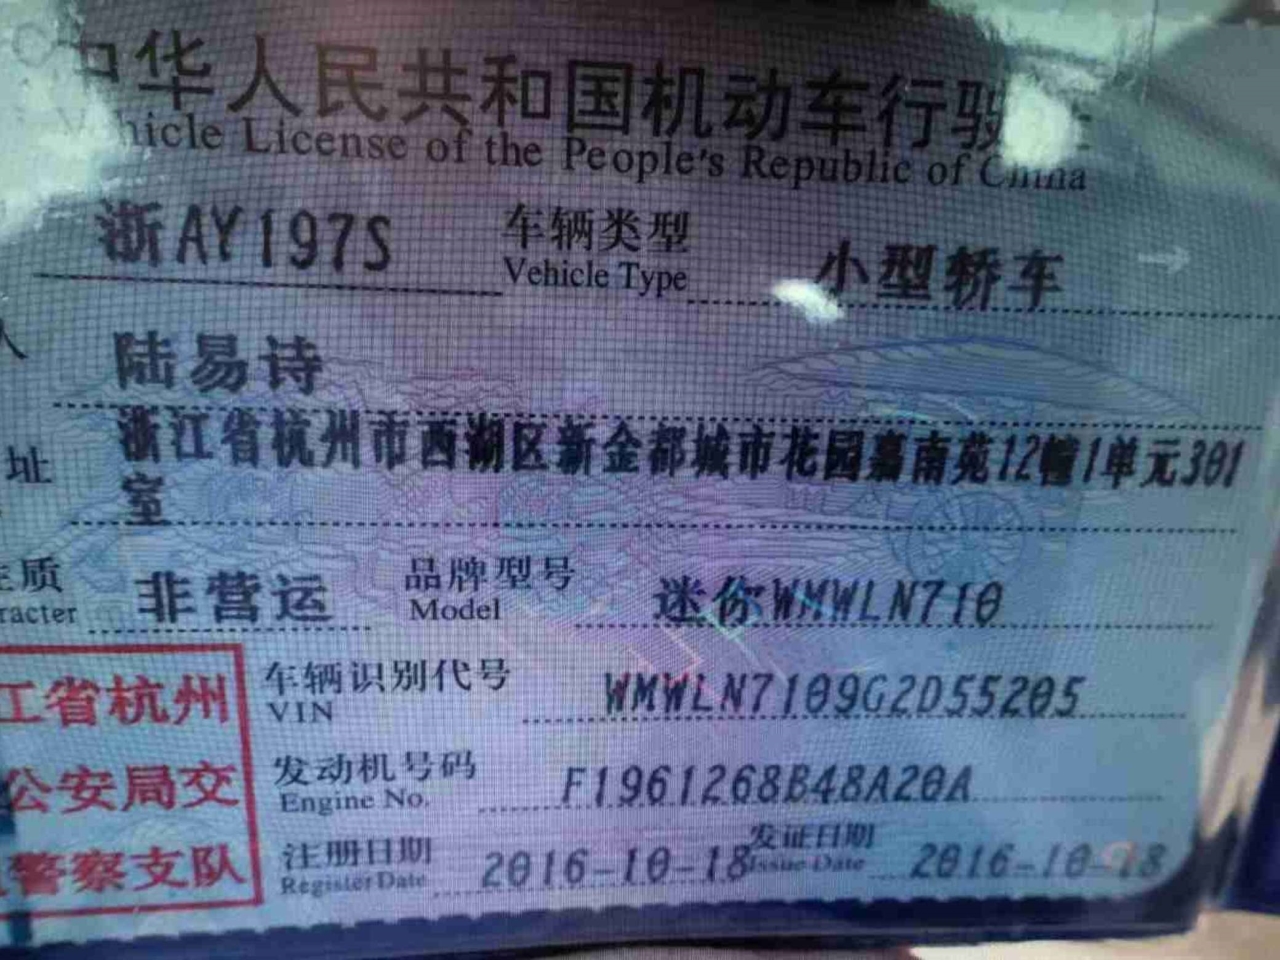 中华人民共和国机动车行驶
Vehicle License of the People's Republic of China
浙AY197S 车辆类型 Vehicle Type 小型轿车
人 陆易诗
址 浙江省杭州市西湖区新金都城市花园嘉南苑12幢1单元301
室
性质 racter 非营运 品牌型号 Model 迷你WMWLN710
江省杭州
公安局交
警察支队
车辆识别代号 VIN WMWLN7109G2D55205
发动机号码 Engine No. F1961268B48A20A
注册日期 Register Date 2016-10-18 发证日期 Issue Date 2016-10-18